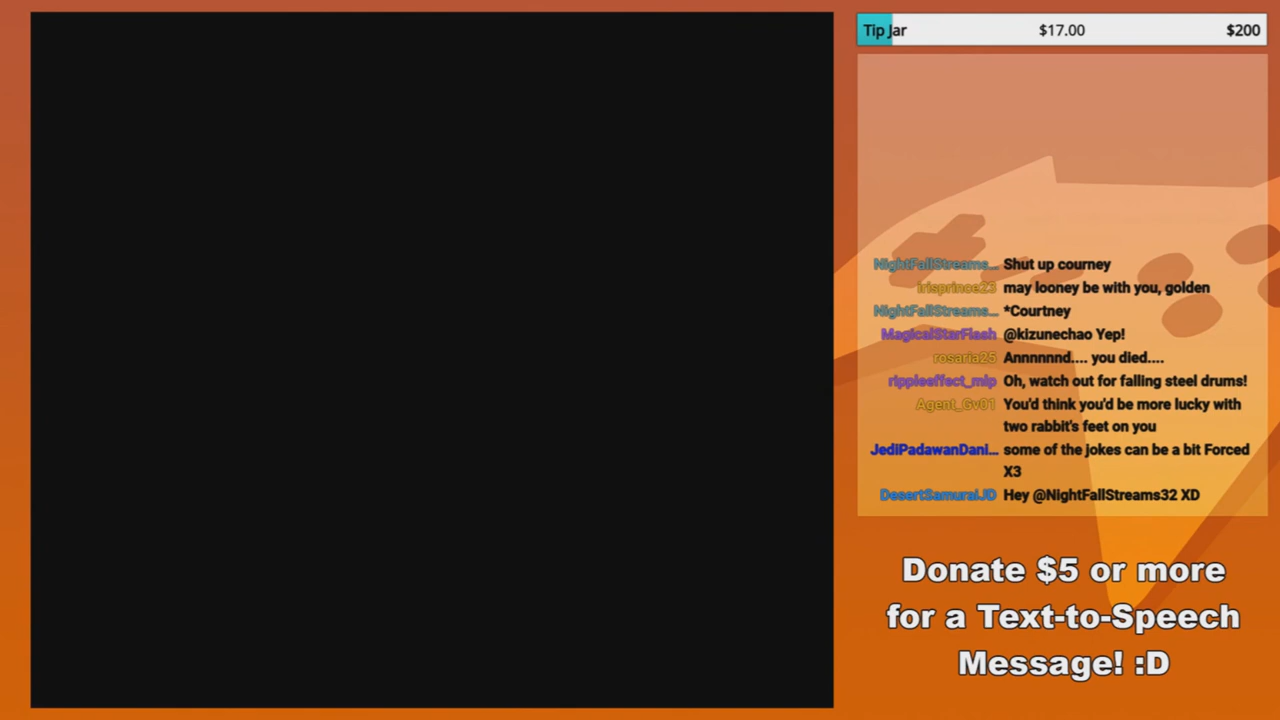 Tip Jar $17.00 $200
NightFallStreams... Shut up courney
irisprince23 may looney be with you, golden
NightFallStreams... *Courtney
MagicalStarFlash @kizunechao Yep!
rosaria25 Annnnnnd.... you died....
rippleeffect_mlp Oh, watch out for falling steel drums!
Agent_Gv01 You'd think you'd be more lucky with
two rabbit's feet on you
JediPadawanDani... some of the jokes can be a bit Forced
X3
DesertSamuraiJD Hey @NightFallStreams32 XD
Donate $5 or more
for a Text-to-Speech
Message! :D